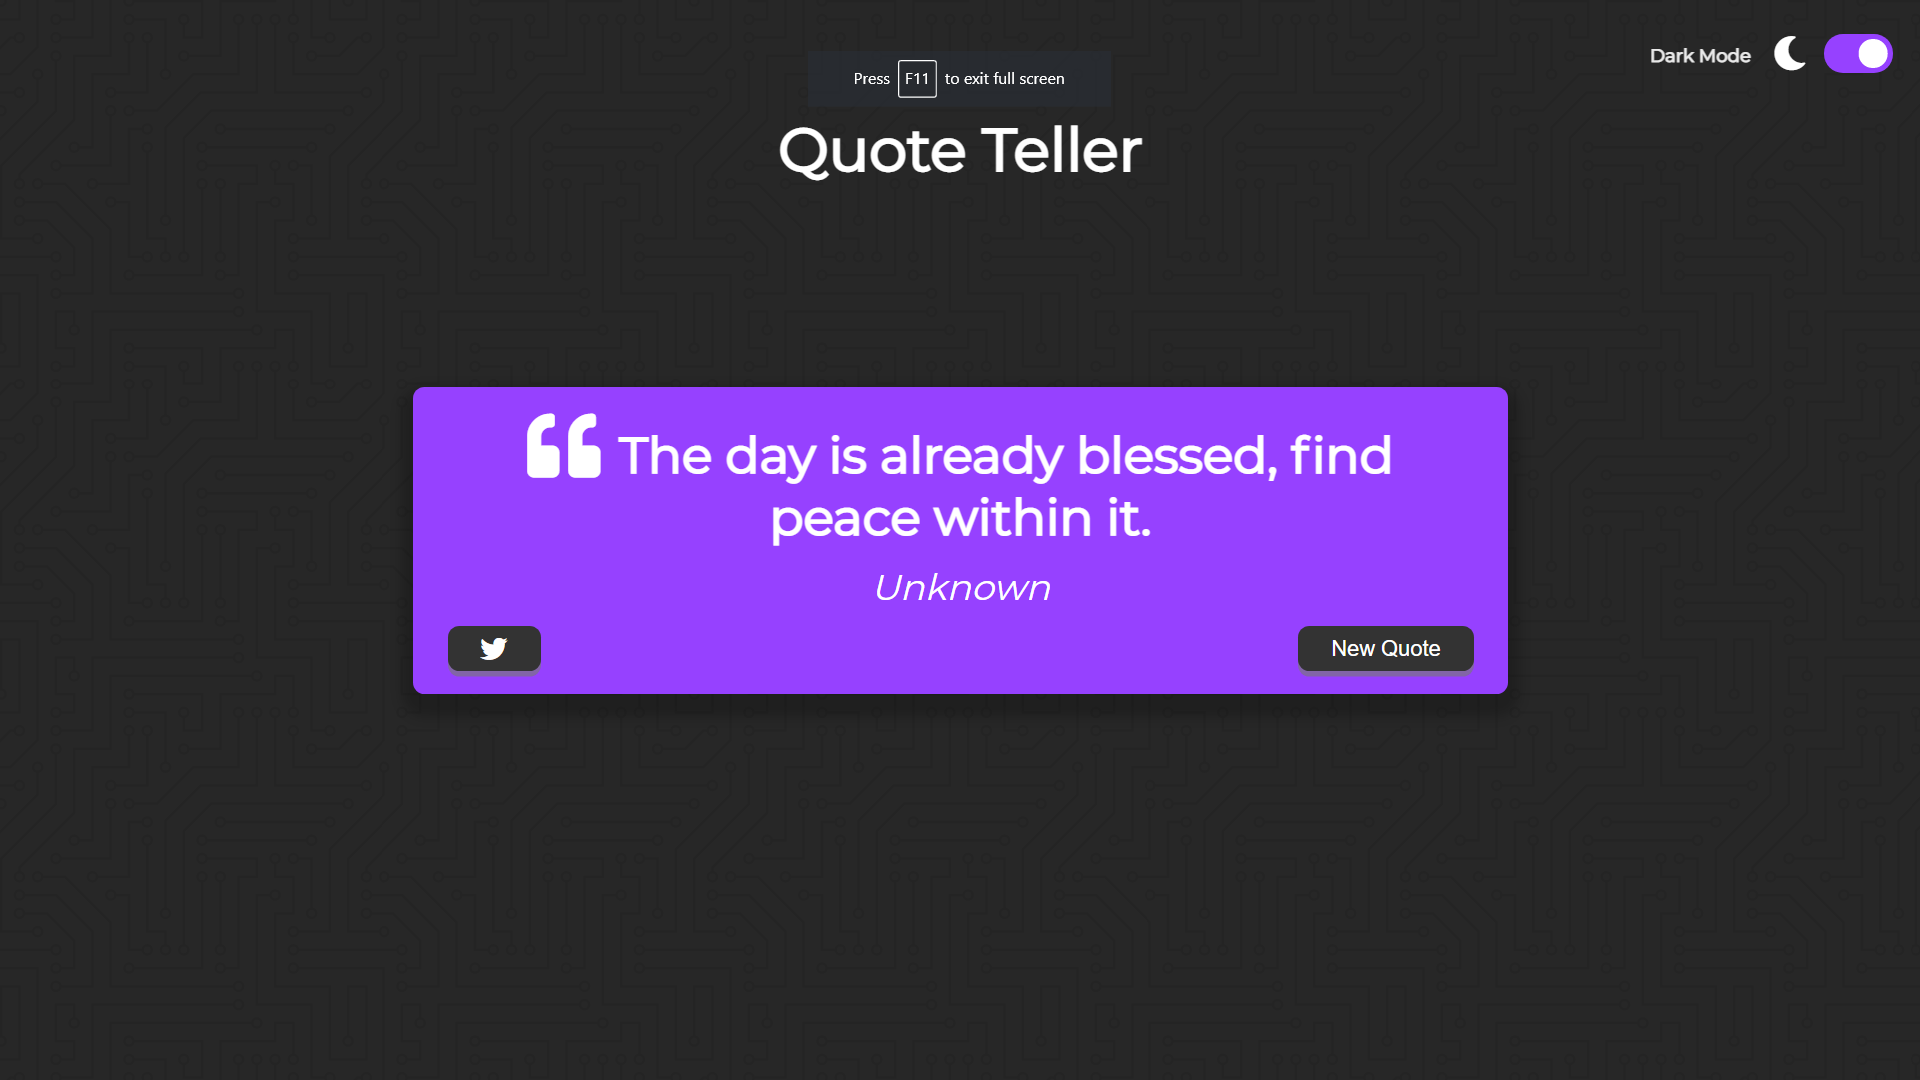 Dark Mode
Press F11 to exit full screen
Quote Teller
The day is already blessed, find
peace within it.
Unknown
New Quote